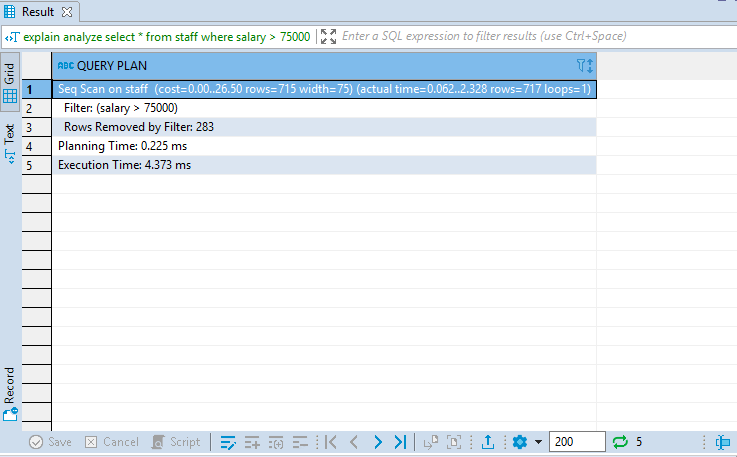 Result
explain analyze select * from staff where salary > 75000 Enter a SQL expression to filter results (use Ctrl+Space)
Grid
Text
Record
ABC QUERY PLAN
1 Seq Scan on staff (cost=0.00..26.50 rows=715 width=75) (actual time=0.062..2.328 rows=717 loops=1)
2 Filter: (salary > 75000)
3 Rows Removed by Filter: 283
4 Planning Time: 0.225 ms
5 Execution Time: 4.373 ms
Save Cancel Script 200 5